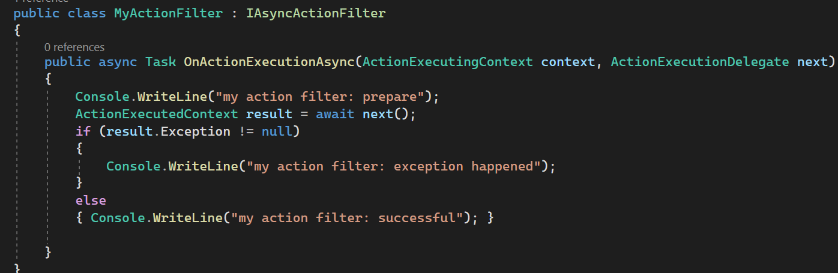 1 reference
public class MyActionFilter : IAsyncActionFilter
{
0 references
public async Task OnActionExecutionAsync(ActionExecutingContext context, ActionExecutionDelegate next)
{
Console.WriteLine("my action filter: prepare");
ActionExecutedContext result = await next();
if (result.Exception != null)
{
Console.WriteLine("my action filter: exception happened");
}
else
{ Console.WriteLine("my action filter: successful"); }
}
}